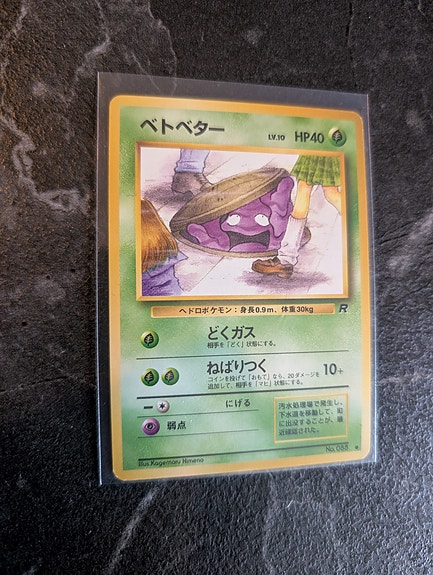 ベトベター LV.10 HP40
ヘドロポケモン：身長0.9m、体重30kg
R
どくガス
相手を「どく」状態にする。
ねばりつく 10+
コインを投げて「おもて」なら、20ダメージを
追加して、相手を「マヒ」状態にする。
にげる
弱点
汚水処理場で発生し、
下水道を移動して、町
に出没することが、最
近確認された。
Illus.Kagemaru Himeno
No.088